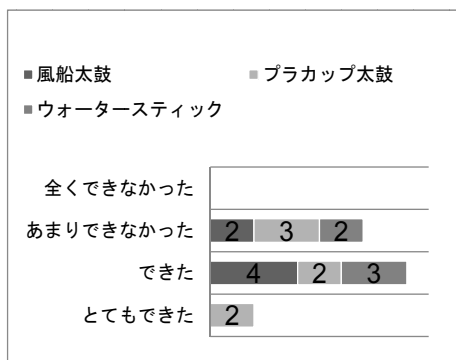 風船太鼓 プラカップ太鼓
ウォータースティック
全くできなかった
あまりできなかった 2 3 2
できた 4 2 3
とてもできた 2